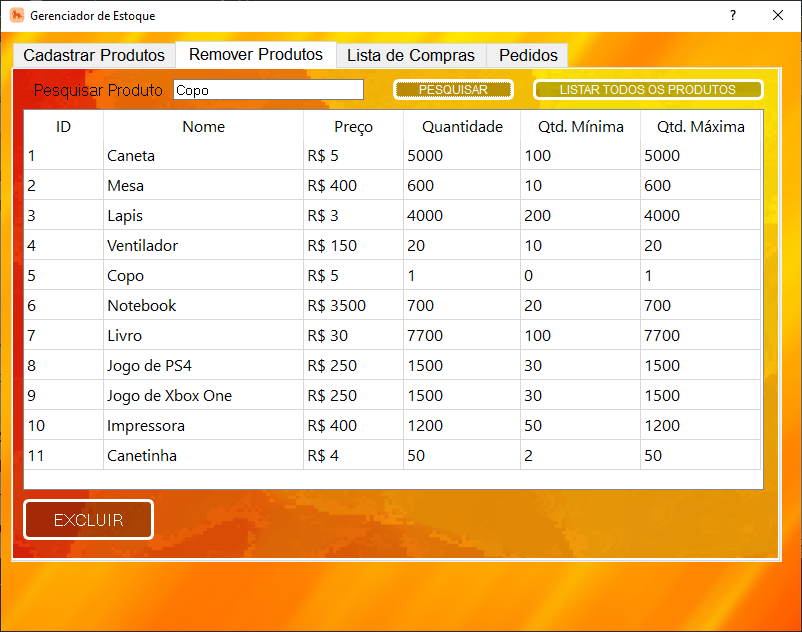 Gerenciador de Estoque ?
Cadastrar Produtos Remover Produtos Lista de Compras Pedidos
Pesquisar Produto Copo PESQUISAR LISTAR TODOS OS PRODUTOS
ID Nome Preço Quantidade Qtd. Mínima Qtd. Máxima
1 Caneta R$ 5 5000 100 5000
2 Mesa R$ 400 600 10 600
3 Lapis R$ 3 4000 200 4000
4 Ventilador R$ 150 20 10 20
5 Copo R$ 5 1 0 1
6 Notebook R$ 3500 700 20 700
7 Livro R$ 30 7700 100 7700
8 Jogo de PS4 R$ 250 1500 30 1500
9 Jogo de Xbox One R$ 250 1500 30 1500
10 Impressora R$ 400 1200 50 1200
11 Canetinha R$ 4 50 2 50
EXCLUIR